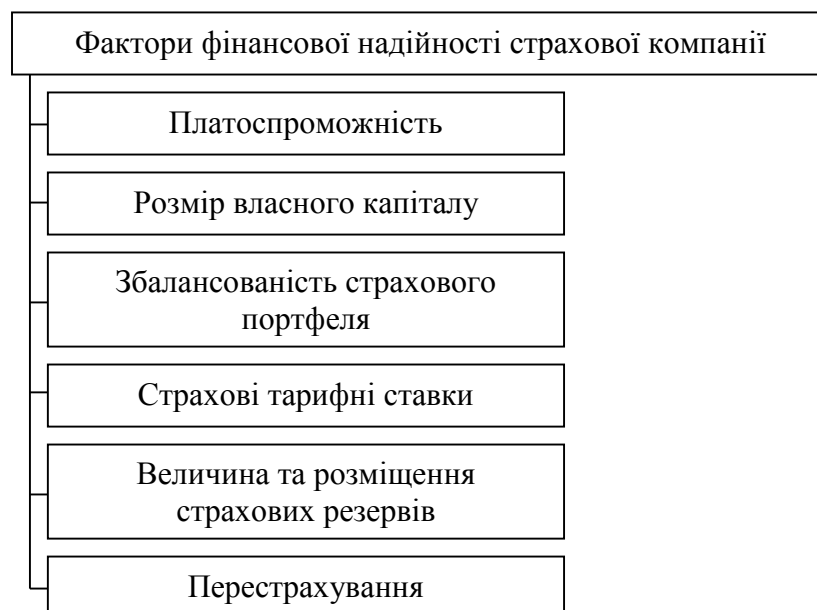 Фактори фінансової надійності страхової компанії
Платоспроможність
Розмір власного капіталу
Збалансованість страхового
портфеля
Страхові тарифні ставки
Величина та розміщення
страхових резервів
Перестрахування